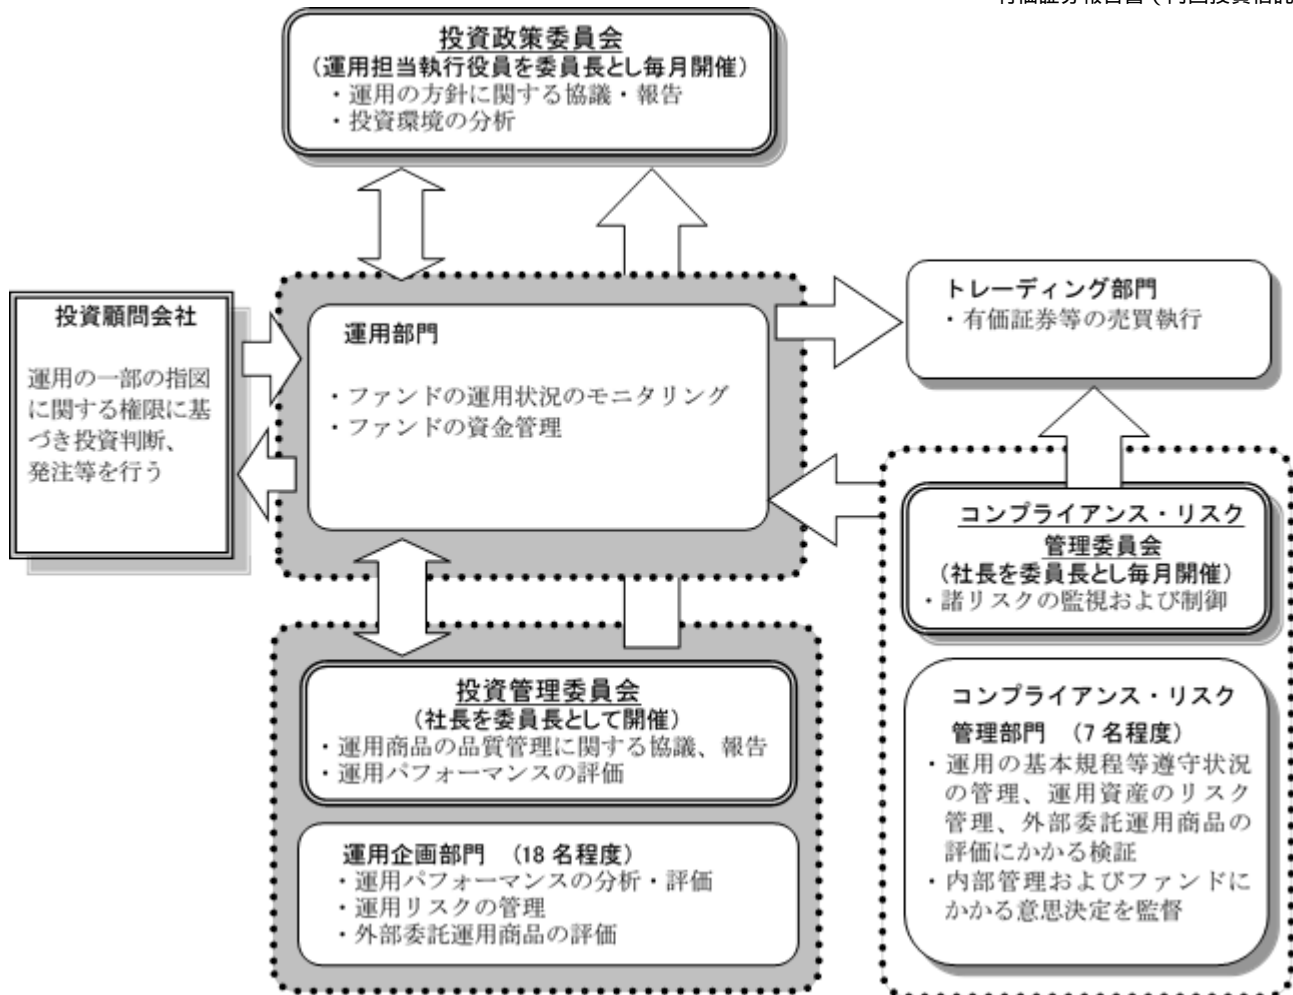 有価証券報告書（内国投資信託
投資政策委員会
（運用担当執行役員を委員長とし毎月開催）
・運用の方針に関する協議・報告
・投資環境の分析
投資顧問会社
運用の一部の指図
に関する権限に基
づき投資判断、
発注等を行う
運用部門
・ファンドの運用状況のモニタリング
・ファンドの資金管理
トレーディング部門
・有価証券等の売買執行
コンプライアンス・リスク
管理委員会
（社長を委員長とし毎月開催）
・諸リスクの監視および制御
コンプライアンス・リスク
管理部門　（7 名程度）
・運用の基本規程等遵守状況
の管理、運用資産のリスク
管理、外部委託運用商品の
評価にかかる検証
・内部管理およびファンドに
かかる意思決定を監督
投資管理委員会
（社長を委員長として開催）
・運用商品の品質管理に関する協議、報告
・運用パフォーマンスの評価
運用企画部門　（18 名程度）
・運用パフォーマンスの分析・評価
・運用リスクの管理
・外部委託運用商品の評価